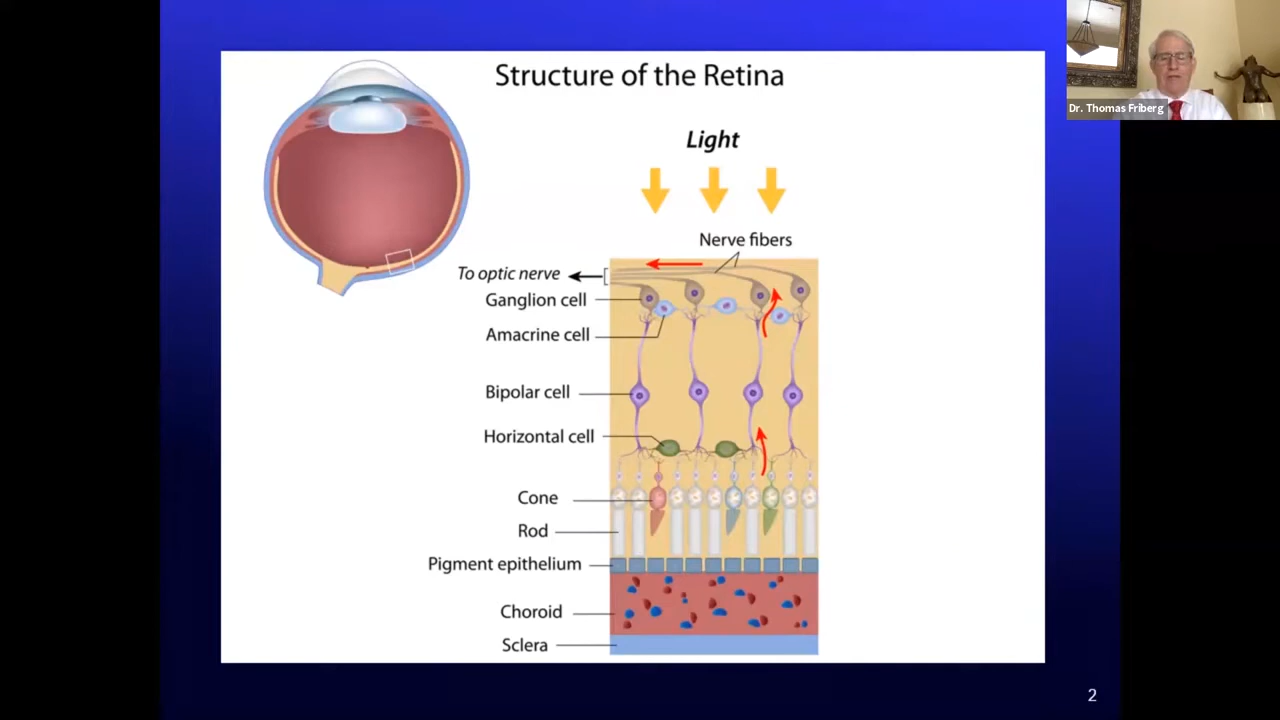 Structure of the Retina
Dr. Thomas Friberg
Light
Nerve fibers
To optic nerve
Ganglion cell
Amacrine cell
Bipolar cell
Horizontal cell
Cone
Rod
Pigment epithelium
Choroid
Sclera
2